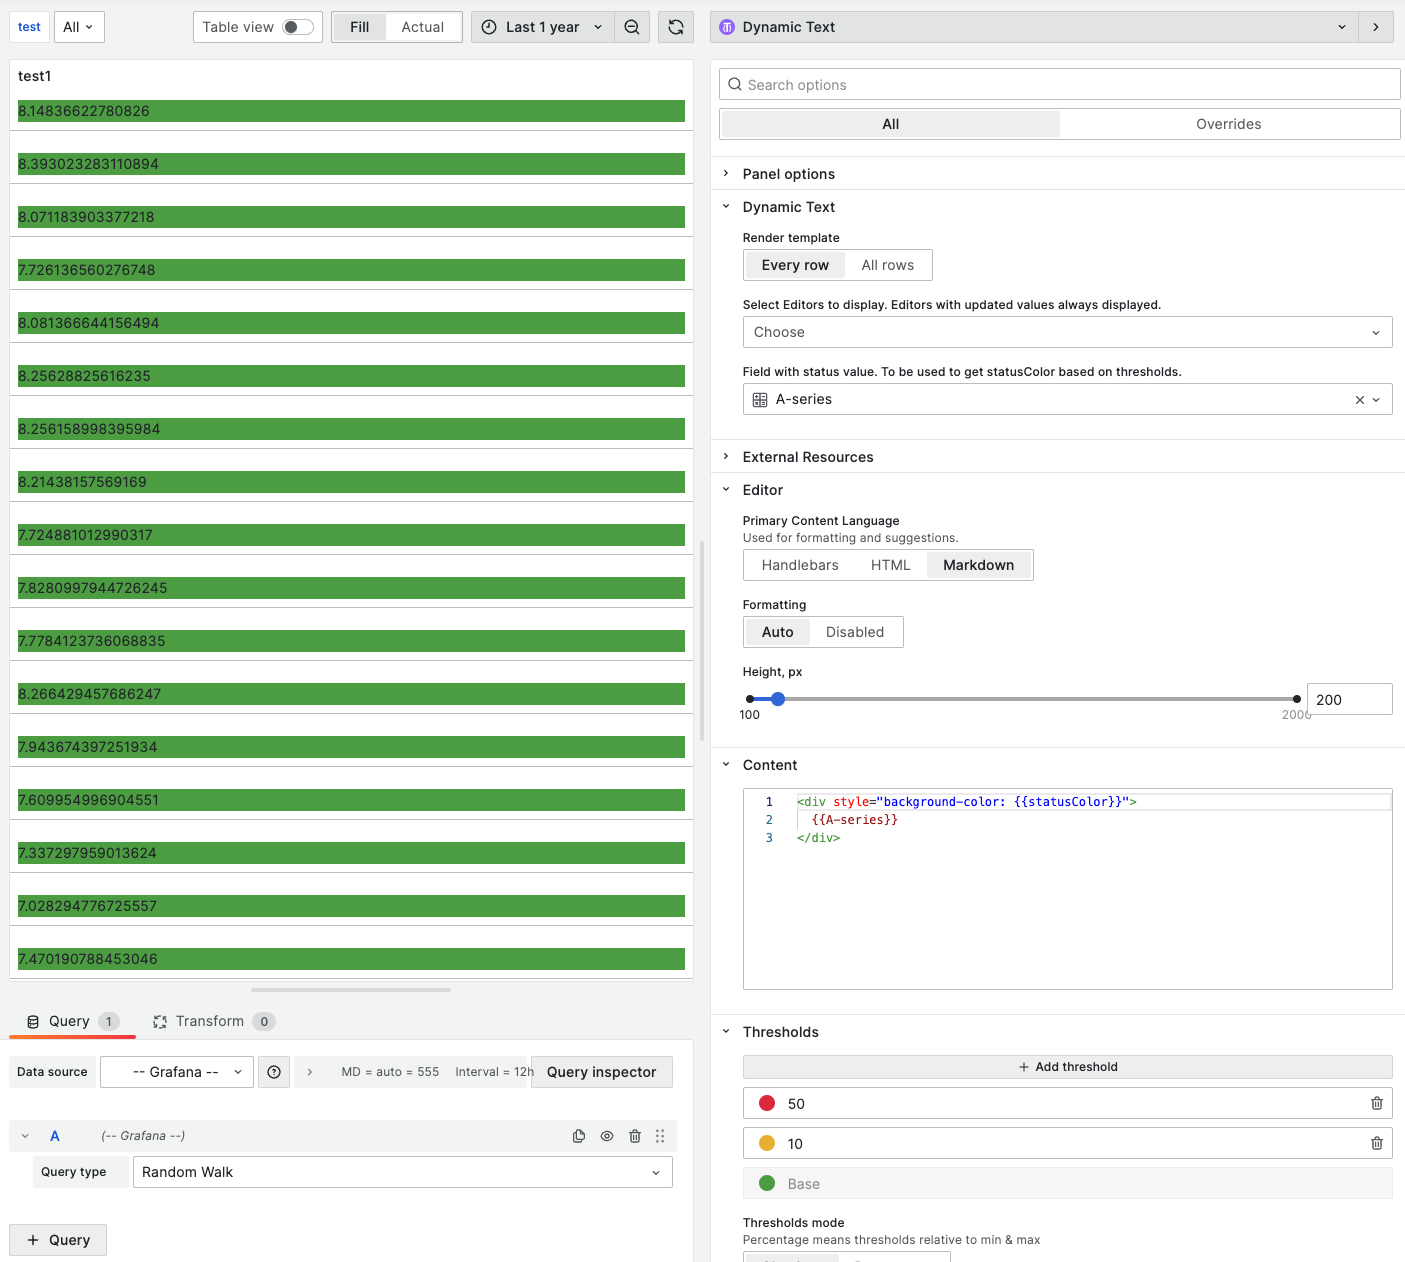 test
All
Table view
Fill
Actual
Last 1 year
Dynamic Text
test1
8.14836622780826
8.393023283110894
8.071183903377218
7.726136560276748
8.081366644156494
8.25628825616235
8.256158998395984
8.21438157569169
7.724881012990317
7.8280997944726245
7.7784123736068835
8.266429457686247
7.943674397251934
7.609954996904551
7.337297959013624
7.028294776725557
7.470190788453046
Query 1
Transform 0
Data source
-- Grafana --
MD = auto = 555
Interval = 12h
Query inspector
A
(-- Grafana --)
Query type
Random Walk
+ Query
Search options
All
Overrides
Panel options
Dynamic Text
Render template
Every row
All rows
Select Editors to display. Editors with updated values always displayed.
Choose
Field with status value. To be used to get statusColor based on thresholds.
A-series
External Resources
Editor
Primary Content Language
Used for formatting and suggestions.
Handlebars
HTML
Markdown
Formatting
Auto
Disabled
Height, px
100
2000
200
Content
1 <div style="background-color: {{statusColor}}">
2 {{A-series}}
3 </div>
Thresholds
+ Add threshold
50
10
Base
Thresholds mode
Percentage means thresholds relative to min & max